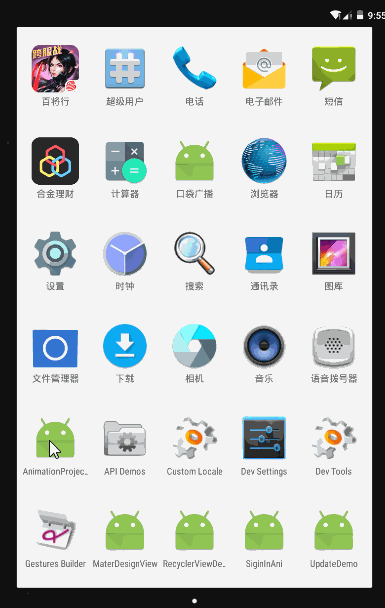 9:55
跨服战
百将行
超级用户
电话
电子邮件
短信
合金理财
计算器
口袋广播
浏览器
日历
设置
时钟
搜索
通讯录
图库
文件管理器
下载
相机
音乐
语音拨号器
AnimationProjec..
API Demos
Custom Locale
Dev Settings
Dev Tools
Gestures Builder
MaterDesignView
RecyclerViewDe..
SiginInAni
UpdateDemo